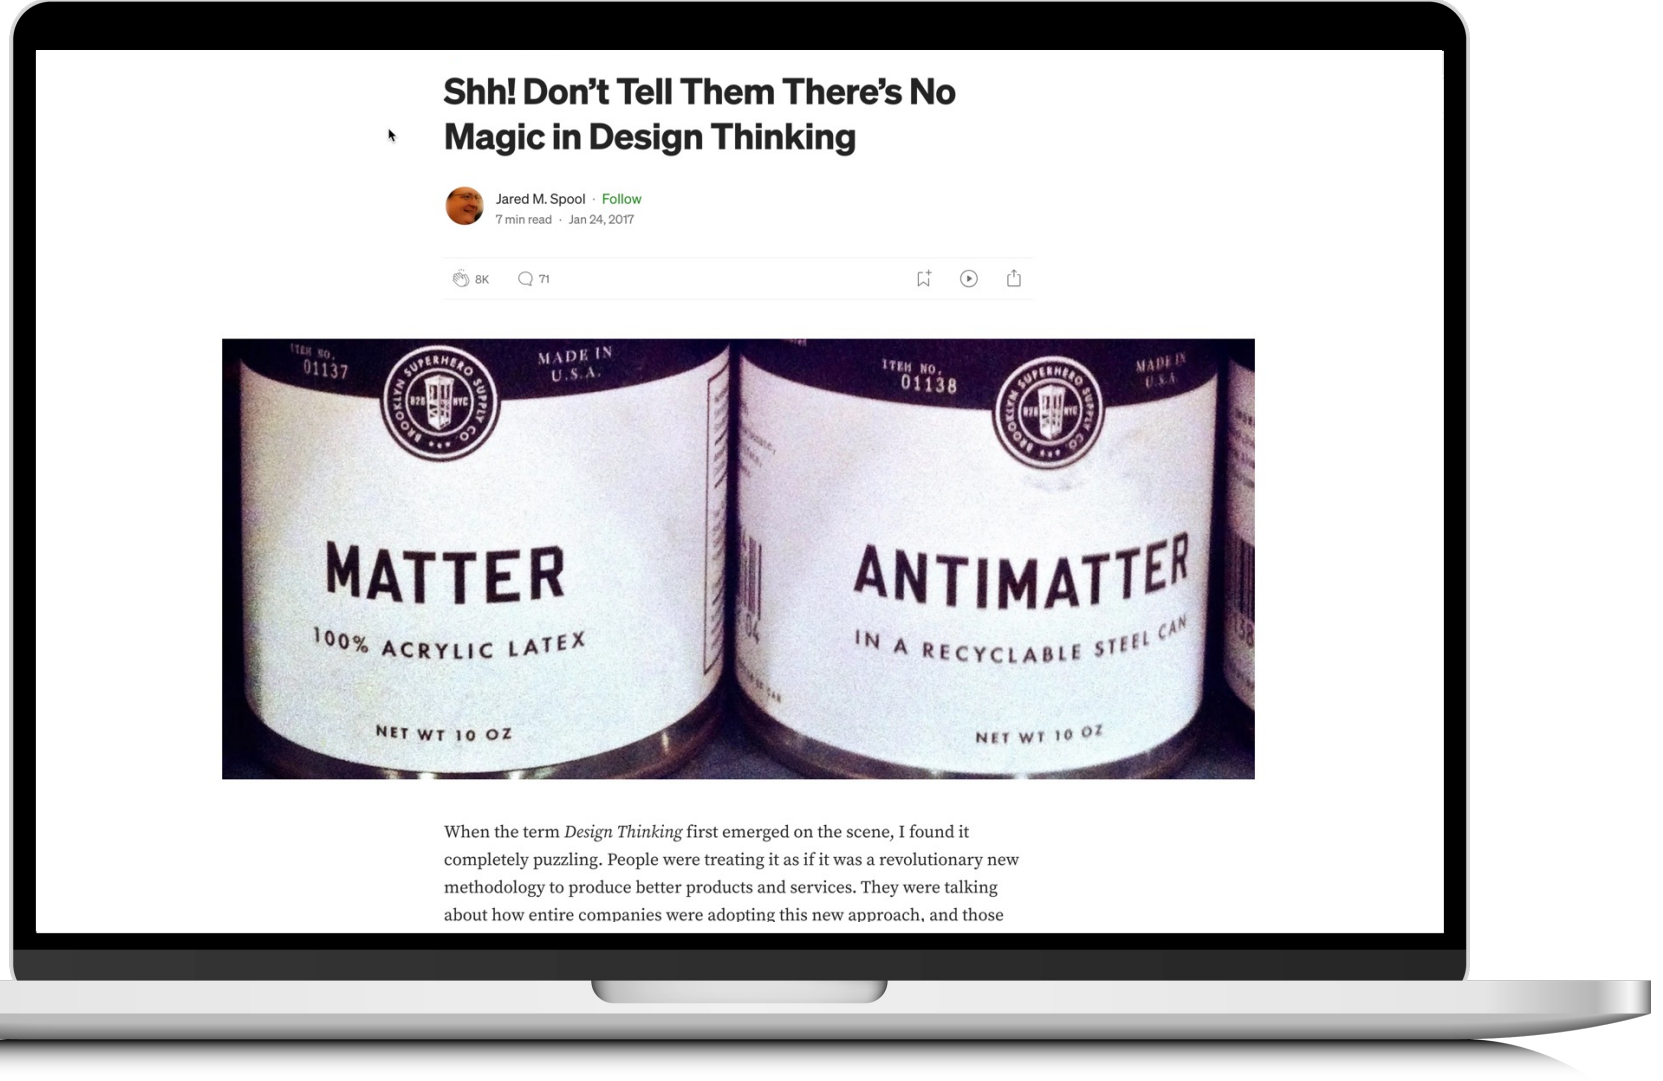 Shh! Don’t Tell Them There’s No
Magic in Design Thinking
Jared M. Spool · Follow
7 min read · Jan 24, 2017
8K
71
ITEM NO.
01137
MADE IN
U.S.A.
BROOKLYN SUPERHERO SUPPLY CO.
NYC
MATTER
100% ACRYLIC LATEX
NET WT 10 OZ
ITEM NO.
01138
MADE IN
U.S.A.
BROOKLYN SUPERHERO SUPPLY CO.
ANTIMATTER
IN A RECYCLABLE STEEL CAN
NET WT 10 OZ
When the term Design Thinking first emerged on the scene, I found it
completely puzzling. People were treating it as if it was a revolutionary new
methodology to produce better products and services. They were talking
about how entire companies were adopting this new approach, and those